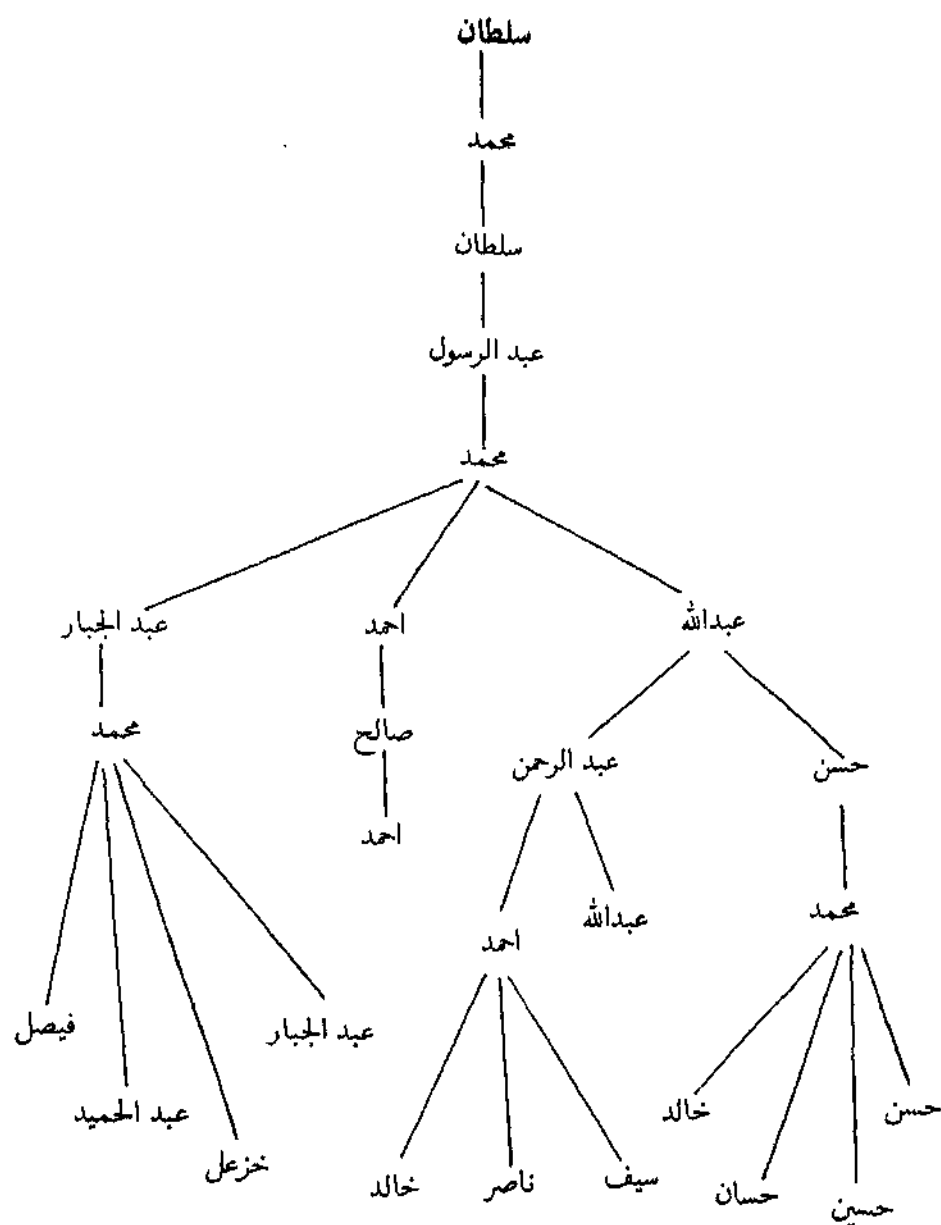 سلطان
محمد
سلطان
عبد الرسول
محمد
عبدالله
احمد
عبد الجبار
حسن
عبد الرحمن
صالح
محمد
احمد
محمد
عبدالله
احمد
عبد الجبار
فيصل
حسن
خالد
عبد الحميد
خزعل
سيف
ناصر
خالد
حسان
حسين